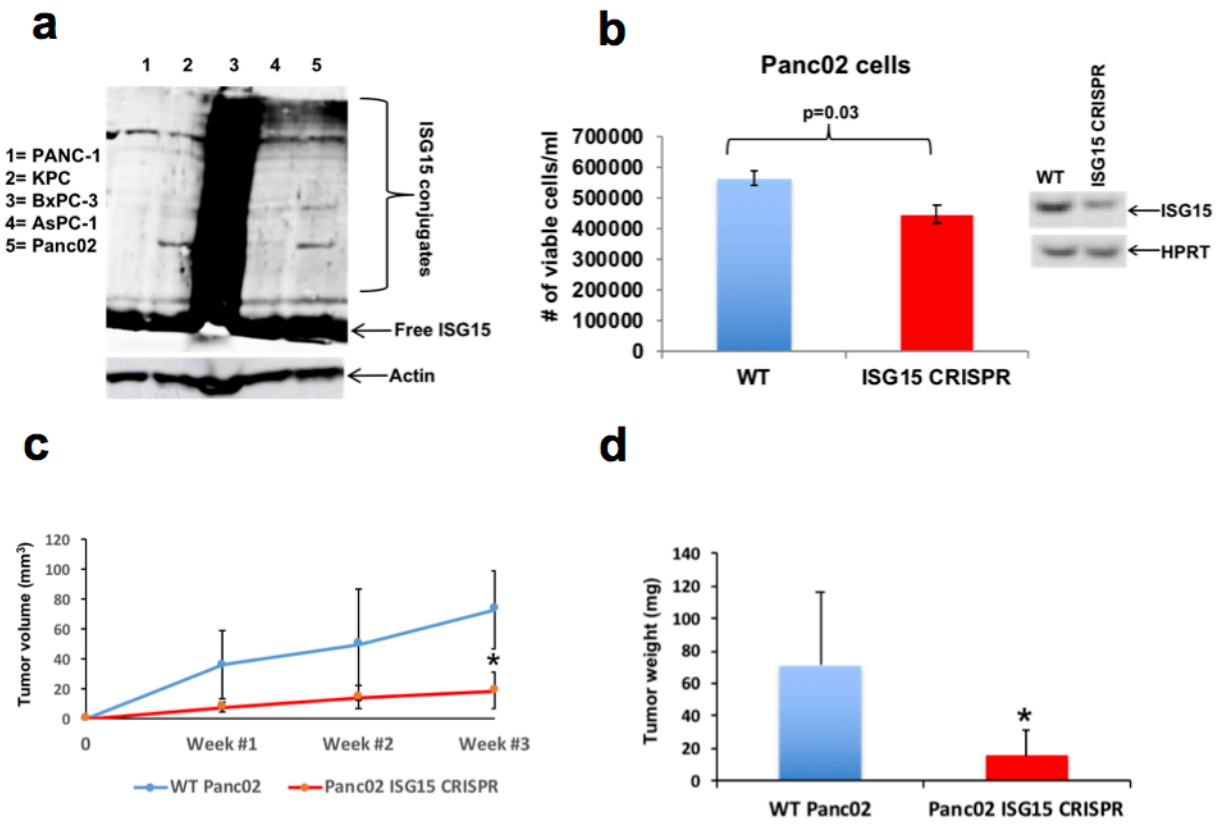 a
1 2 3 4 5
1= PANC-1
2= KPC
3= BxPC-3
4= AsPC-1
5= Panc02
ISG15 conjugates
Free ISG15
Actin
b
Panc02 cells
p=0.03
# of viable cells/ml
700000
600000
500000
400000
300000
200000
100000
0
WT
ISG15 CRISPR
WT
ISG15 CRISPR
ISG15
HPRT
c
Tumor volume (mm³)
120
100
80
60
40
20
0
*
0 Week #1 Week #2 Week #3
WT Panc02 Panc02 ISG15 CRISPR
d
Tumor weight (mg)
140
120
100
80
60
40
20
0
*
WT Panc02 Panc02 ISG15 CRISPR